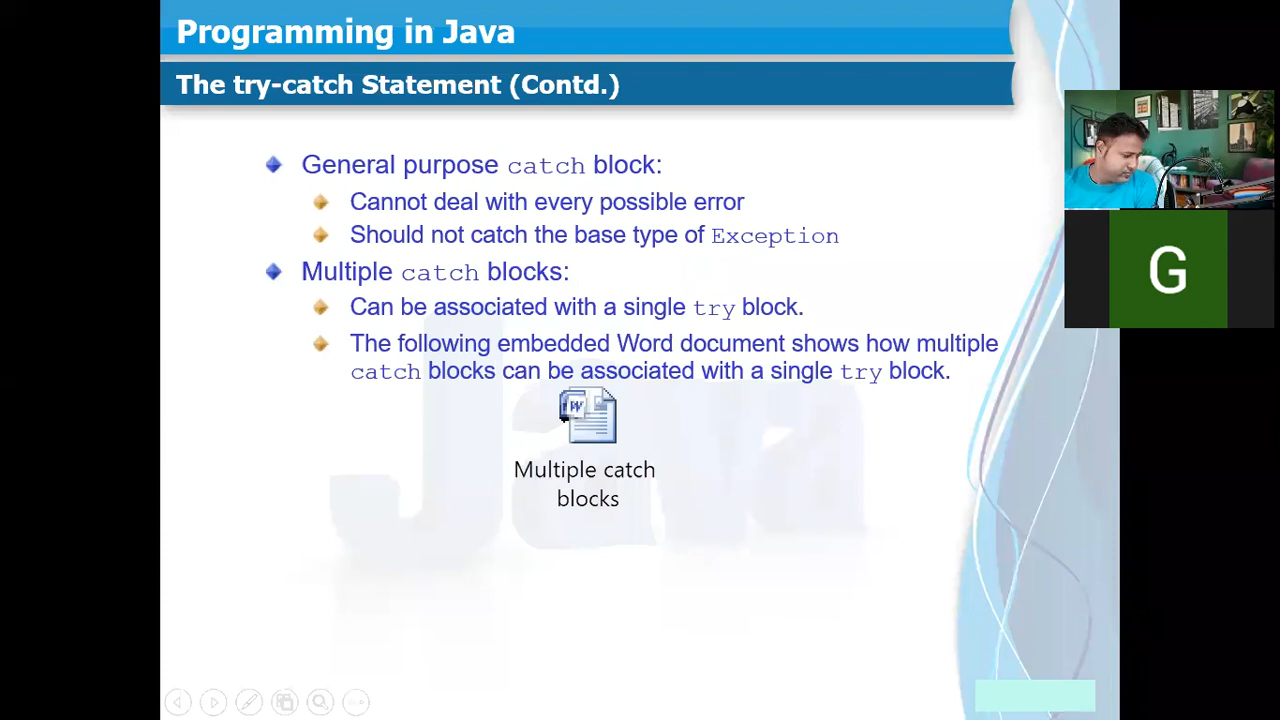 Programming in Java
The try-catch Statement (Contd.)
General purpose catch block:
Cannot deal with every possible error
Should not catch the base type of Exception
Multiple catch blocks:
Can be associated with a single try block.
The following embedded Word document shows how multiple
catch blocks can be associated with a single try block.
W
Multiple catch
blocks
Java
G